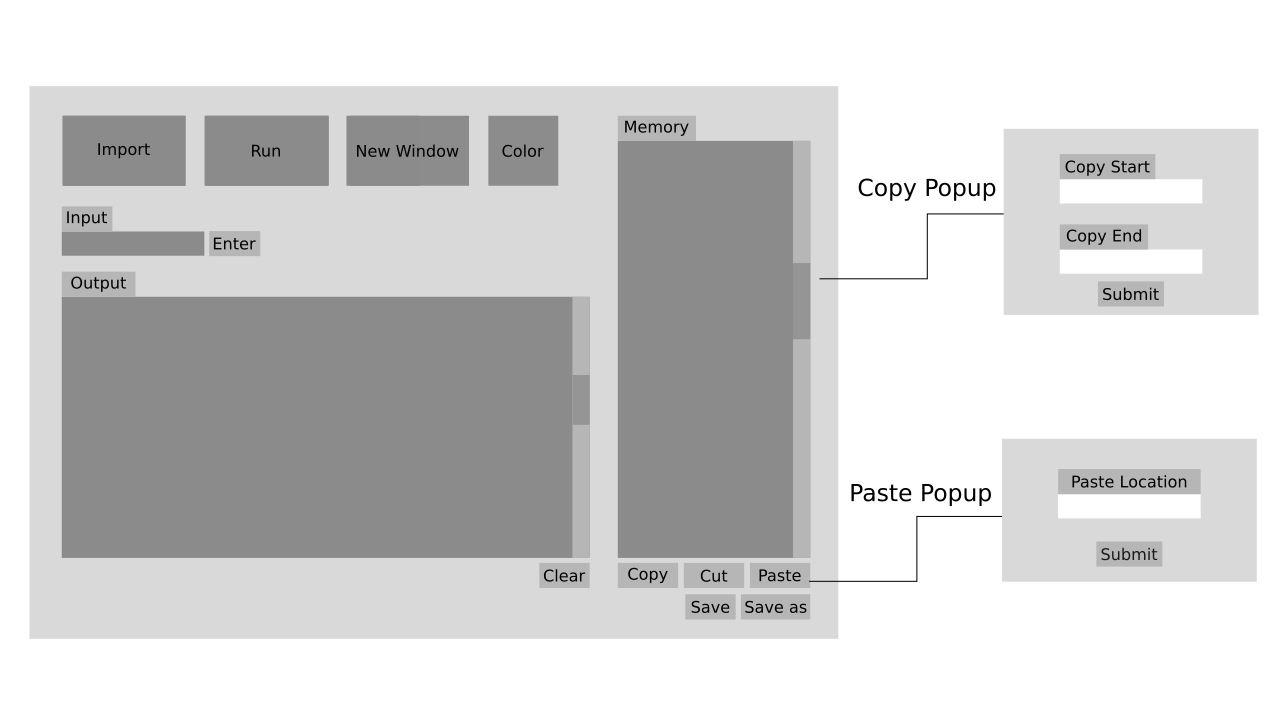 Import
Run
New Window
Color
Input
Enter
Output
Clear
Memory
Copy
Cut
Paste
Save
Save as
Copy Popup
Copy Start
Copy End
Submit
Paste Popup
Paste Location
Submit